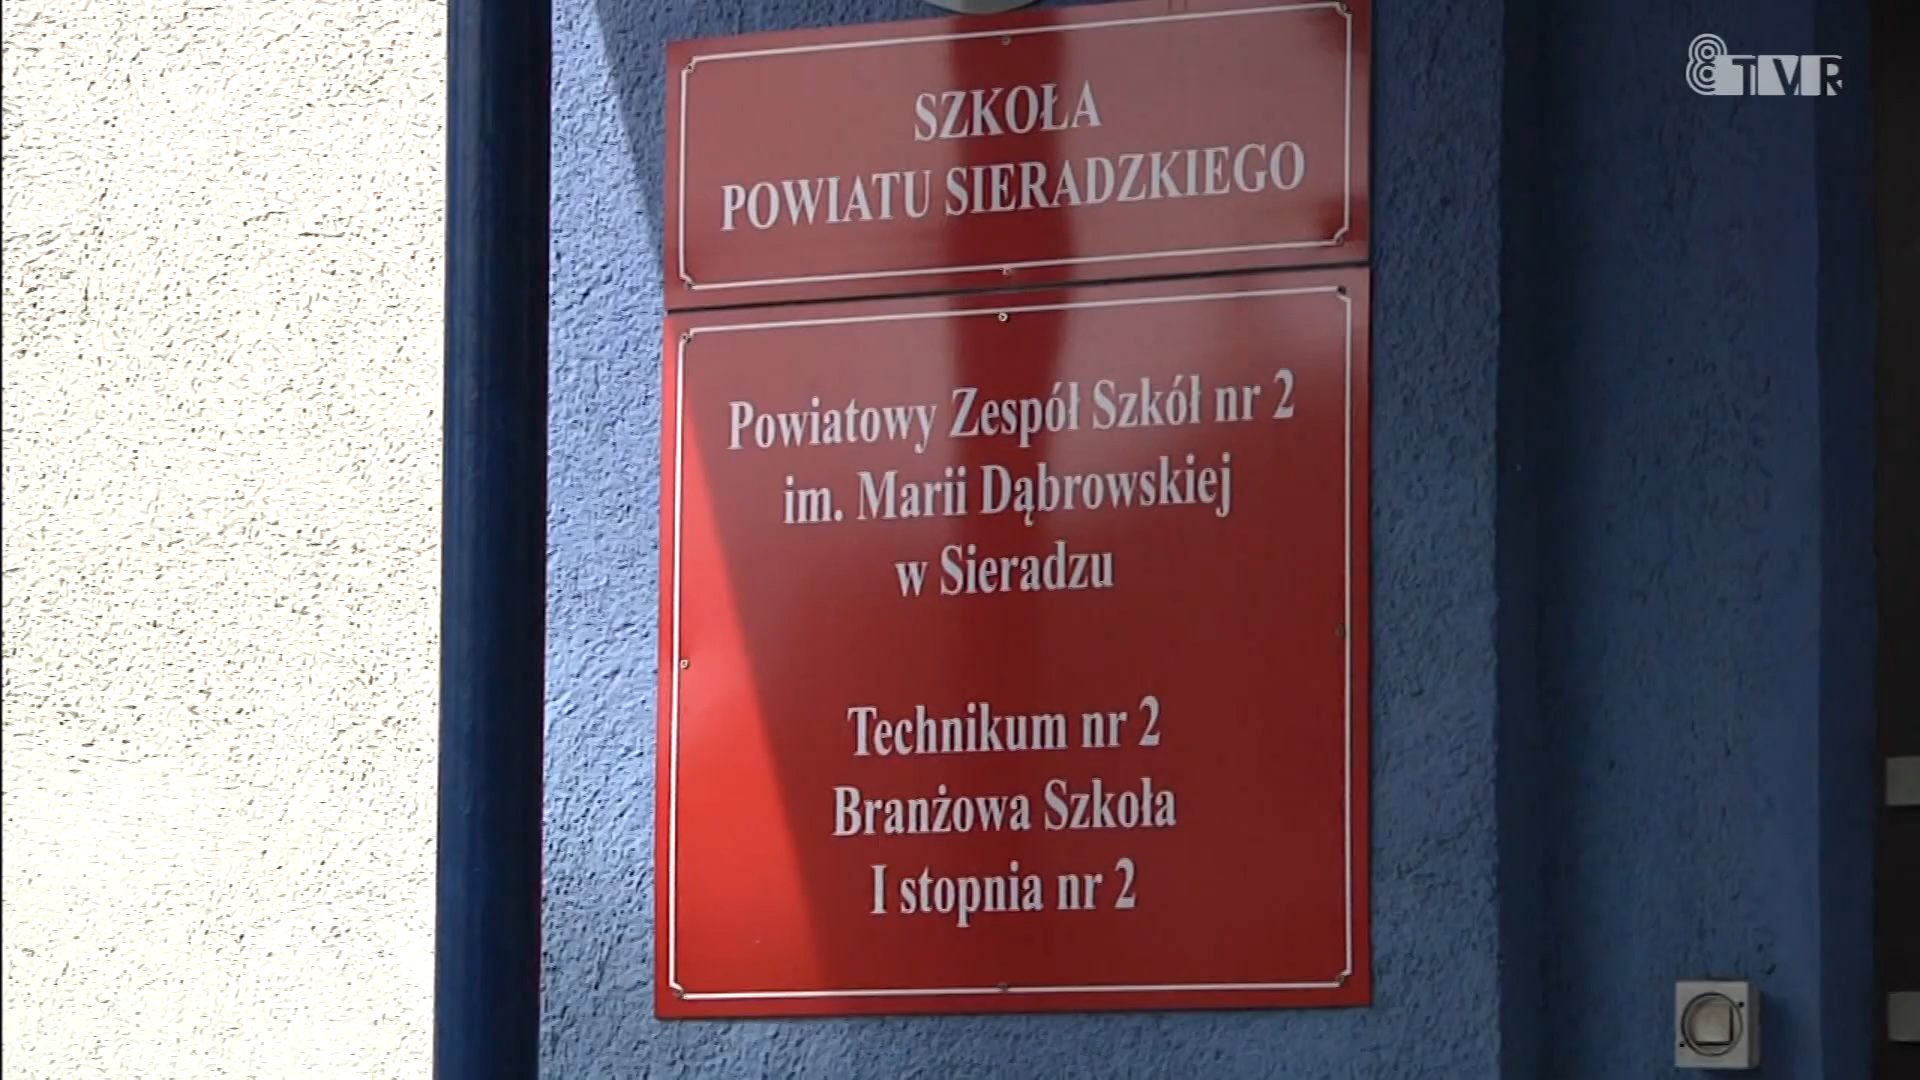 TVR
SZKOŁA
POWIATU SIERADZKIEGO
Powiatowy Zespół Szkół nr 2
im. Marii Dąbrowskiej
w Sieradzu
Technikum nr 2
Branżowa Szkoła
I stopnia nr 2